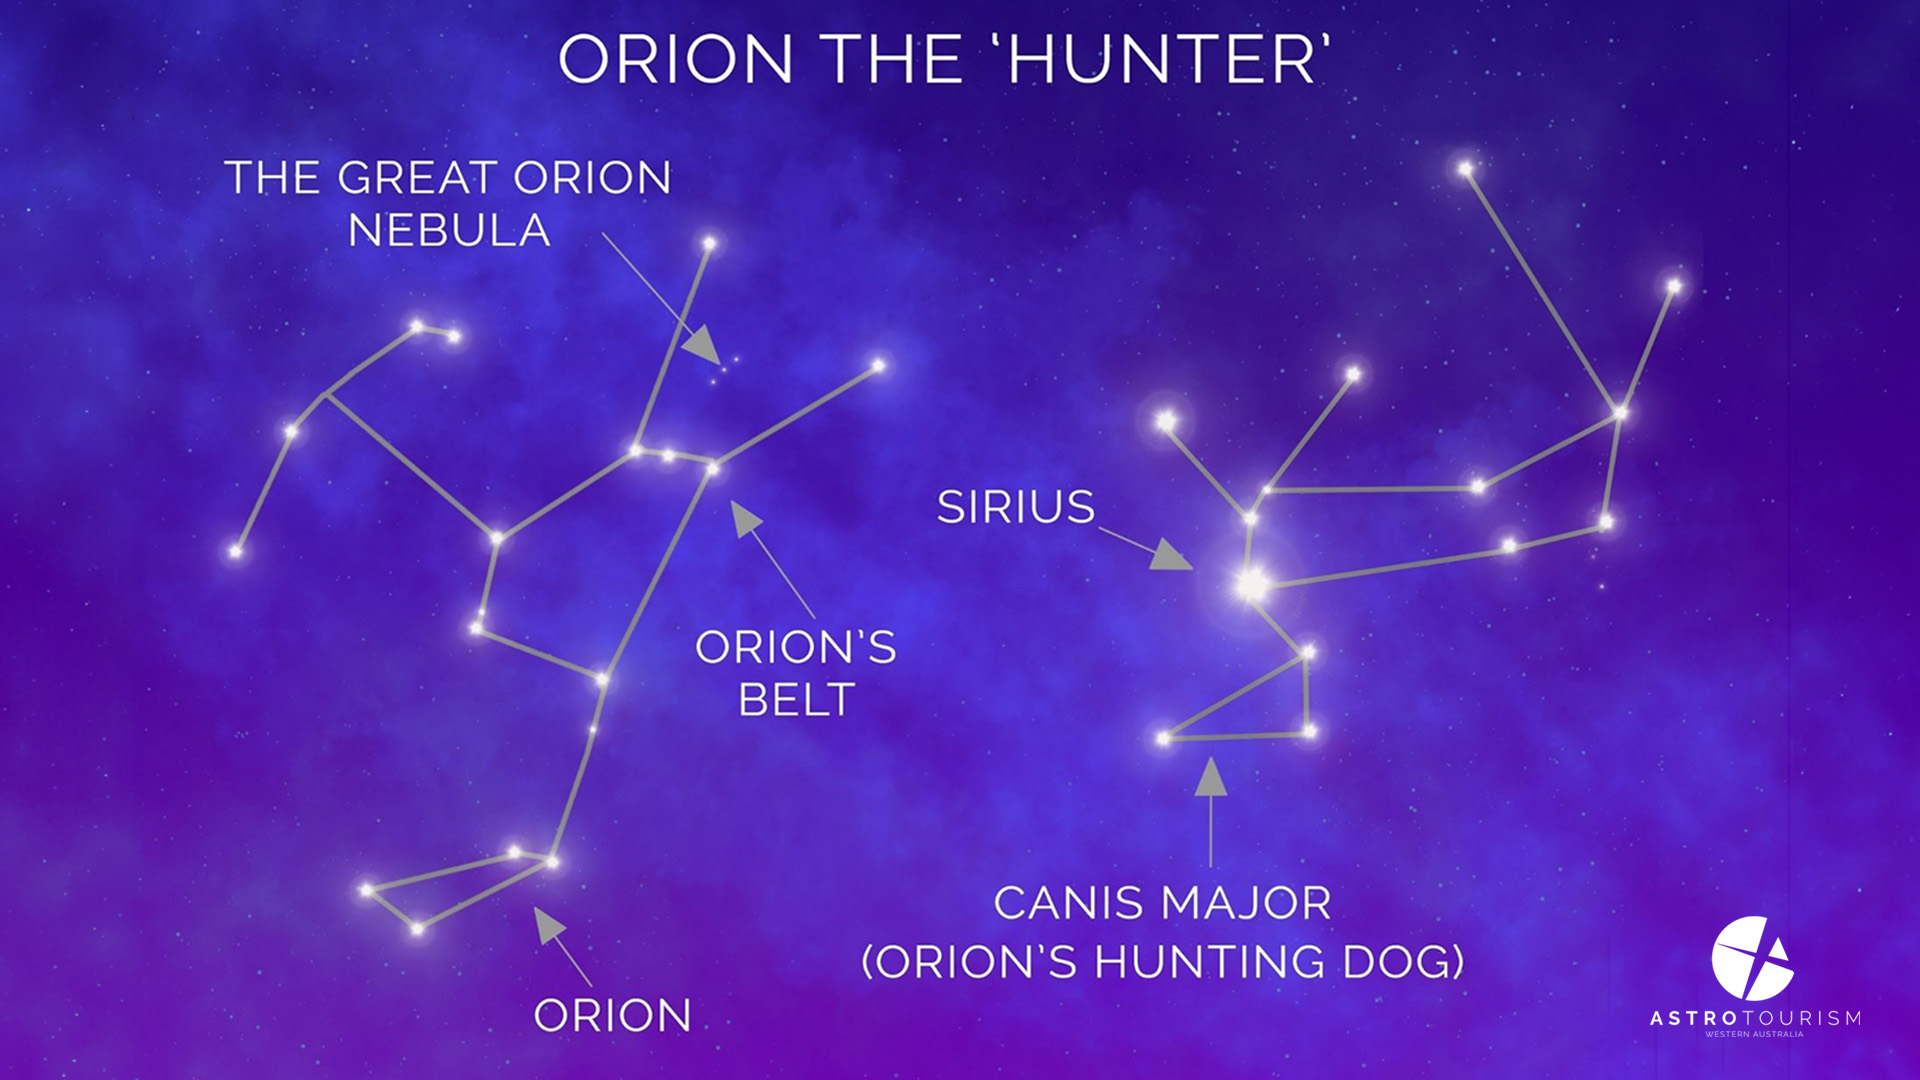 ORION THE ‘HUNTER’
THE GREAT ORION
NEBULA
SIRIUS
ORION’S
BELT
CANIS MAJOR
(ORION’S HUNTING DOG)
ORION
ASTROTOURISM
WESTERN AUSTRALIA